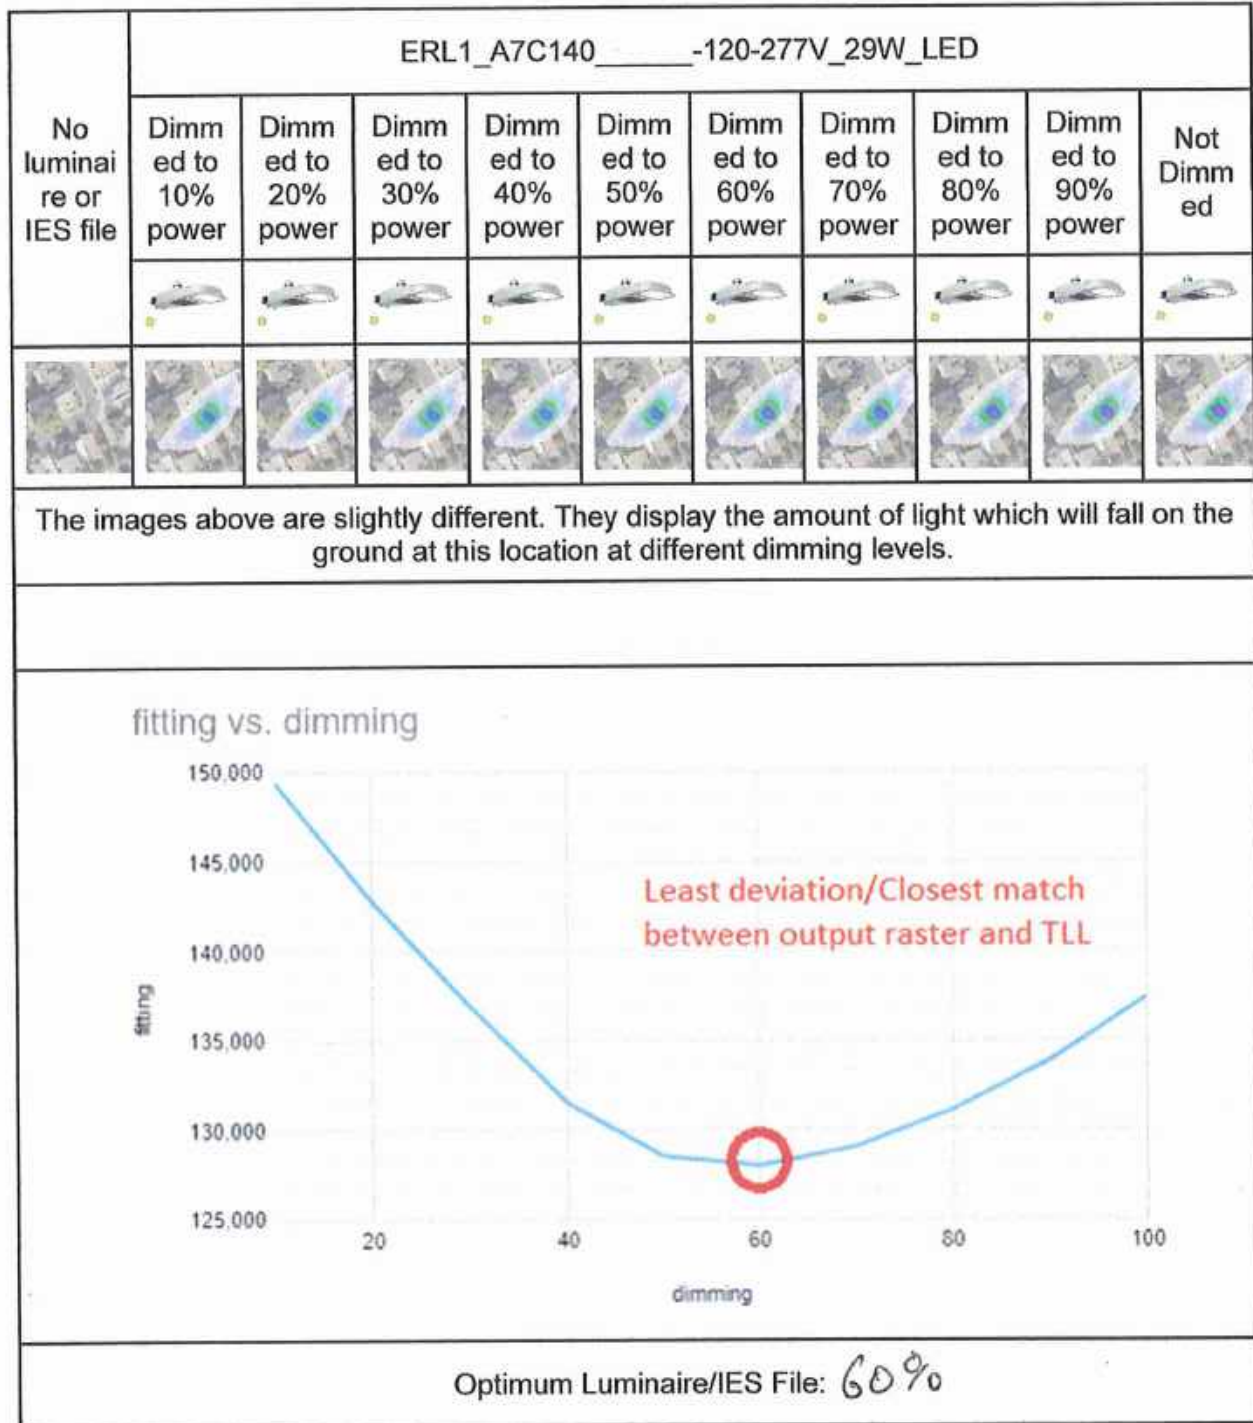 ERL1_A7C140______-120-277V_29W_LED
No
luminai
re or
IES file
Dimm
ed to
10%
power
Dimm
ed to
20%
power
Dimm
ed to
30%
power
Dimm
ed to
40%
power
Dimm
ed to
50%
power
Dimm
ed to
60%
power
Dimm
ed to
70%
power
Dimm
ed to
80%
power
Dimm
ed to
90%
power
Not
Dimm
ed
The images above are slightly different. They display the amount of light which will fall on the
ground at this location at different dimming levels.
fitting vs. dimming
150,000
145,000
140,000
135,000
130,000
125,000
fitting
Least deviation/Closest match
between output raster and TLL
20 40 60 80 100
dimming
Optimum Luminaire/IES File: 60%